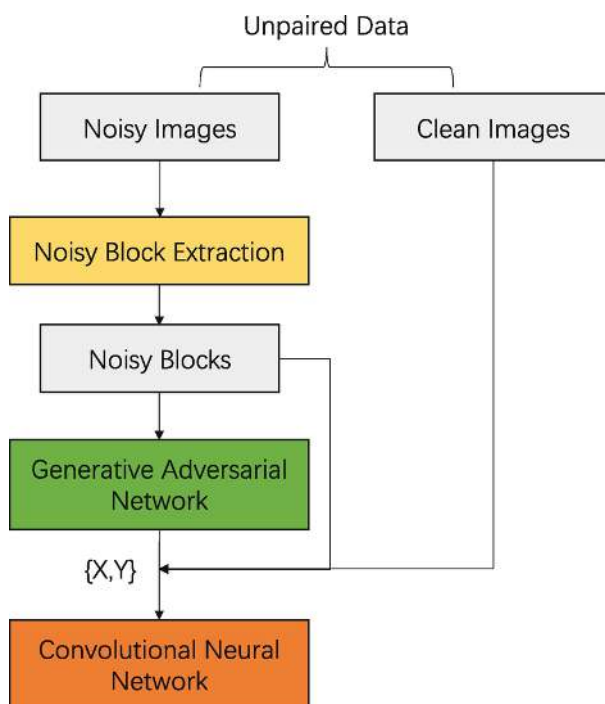 Unpaired Data
Noisy Images
Clean Images
Noisy Block Extraction
Noisy Blocks
Generative Adversarial
Network
{X,Y}
Convolutional Neural
Network